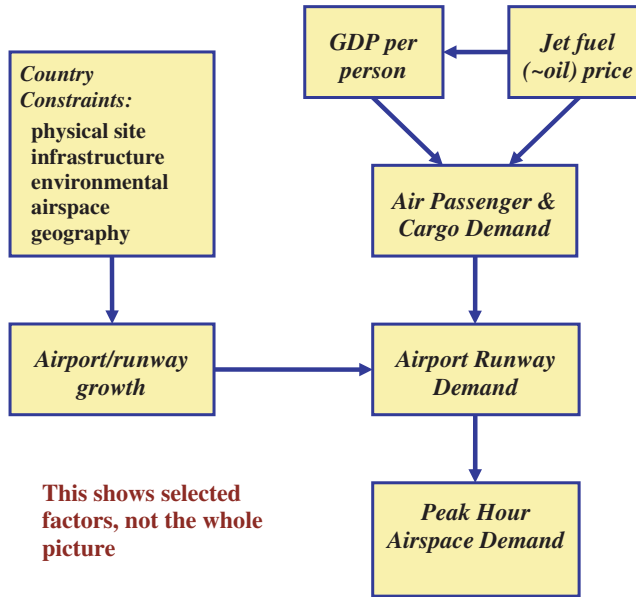 Country
Constraints:
physical site
infrastructure
environmental
airspace
geography
GDP per
person
Jet fuel
(~oil) price
Air Passenger &
Cargo Demand
Airport/runway
growth
Airport Runway
Demand
This shows selected
factors, not the whole
picture
Peak Hour
Airspace Demand